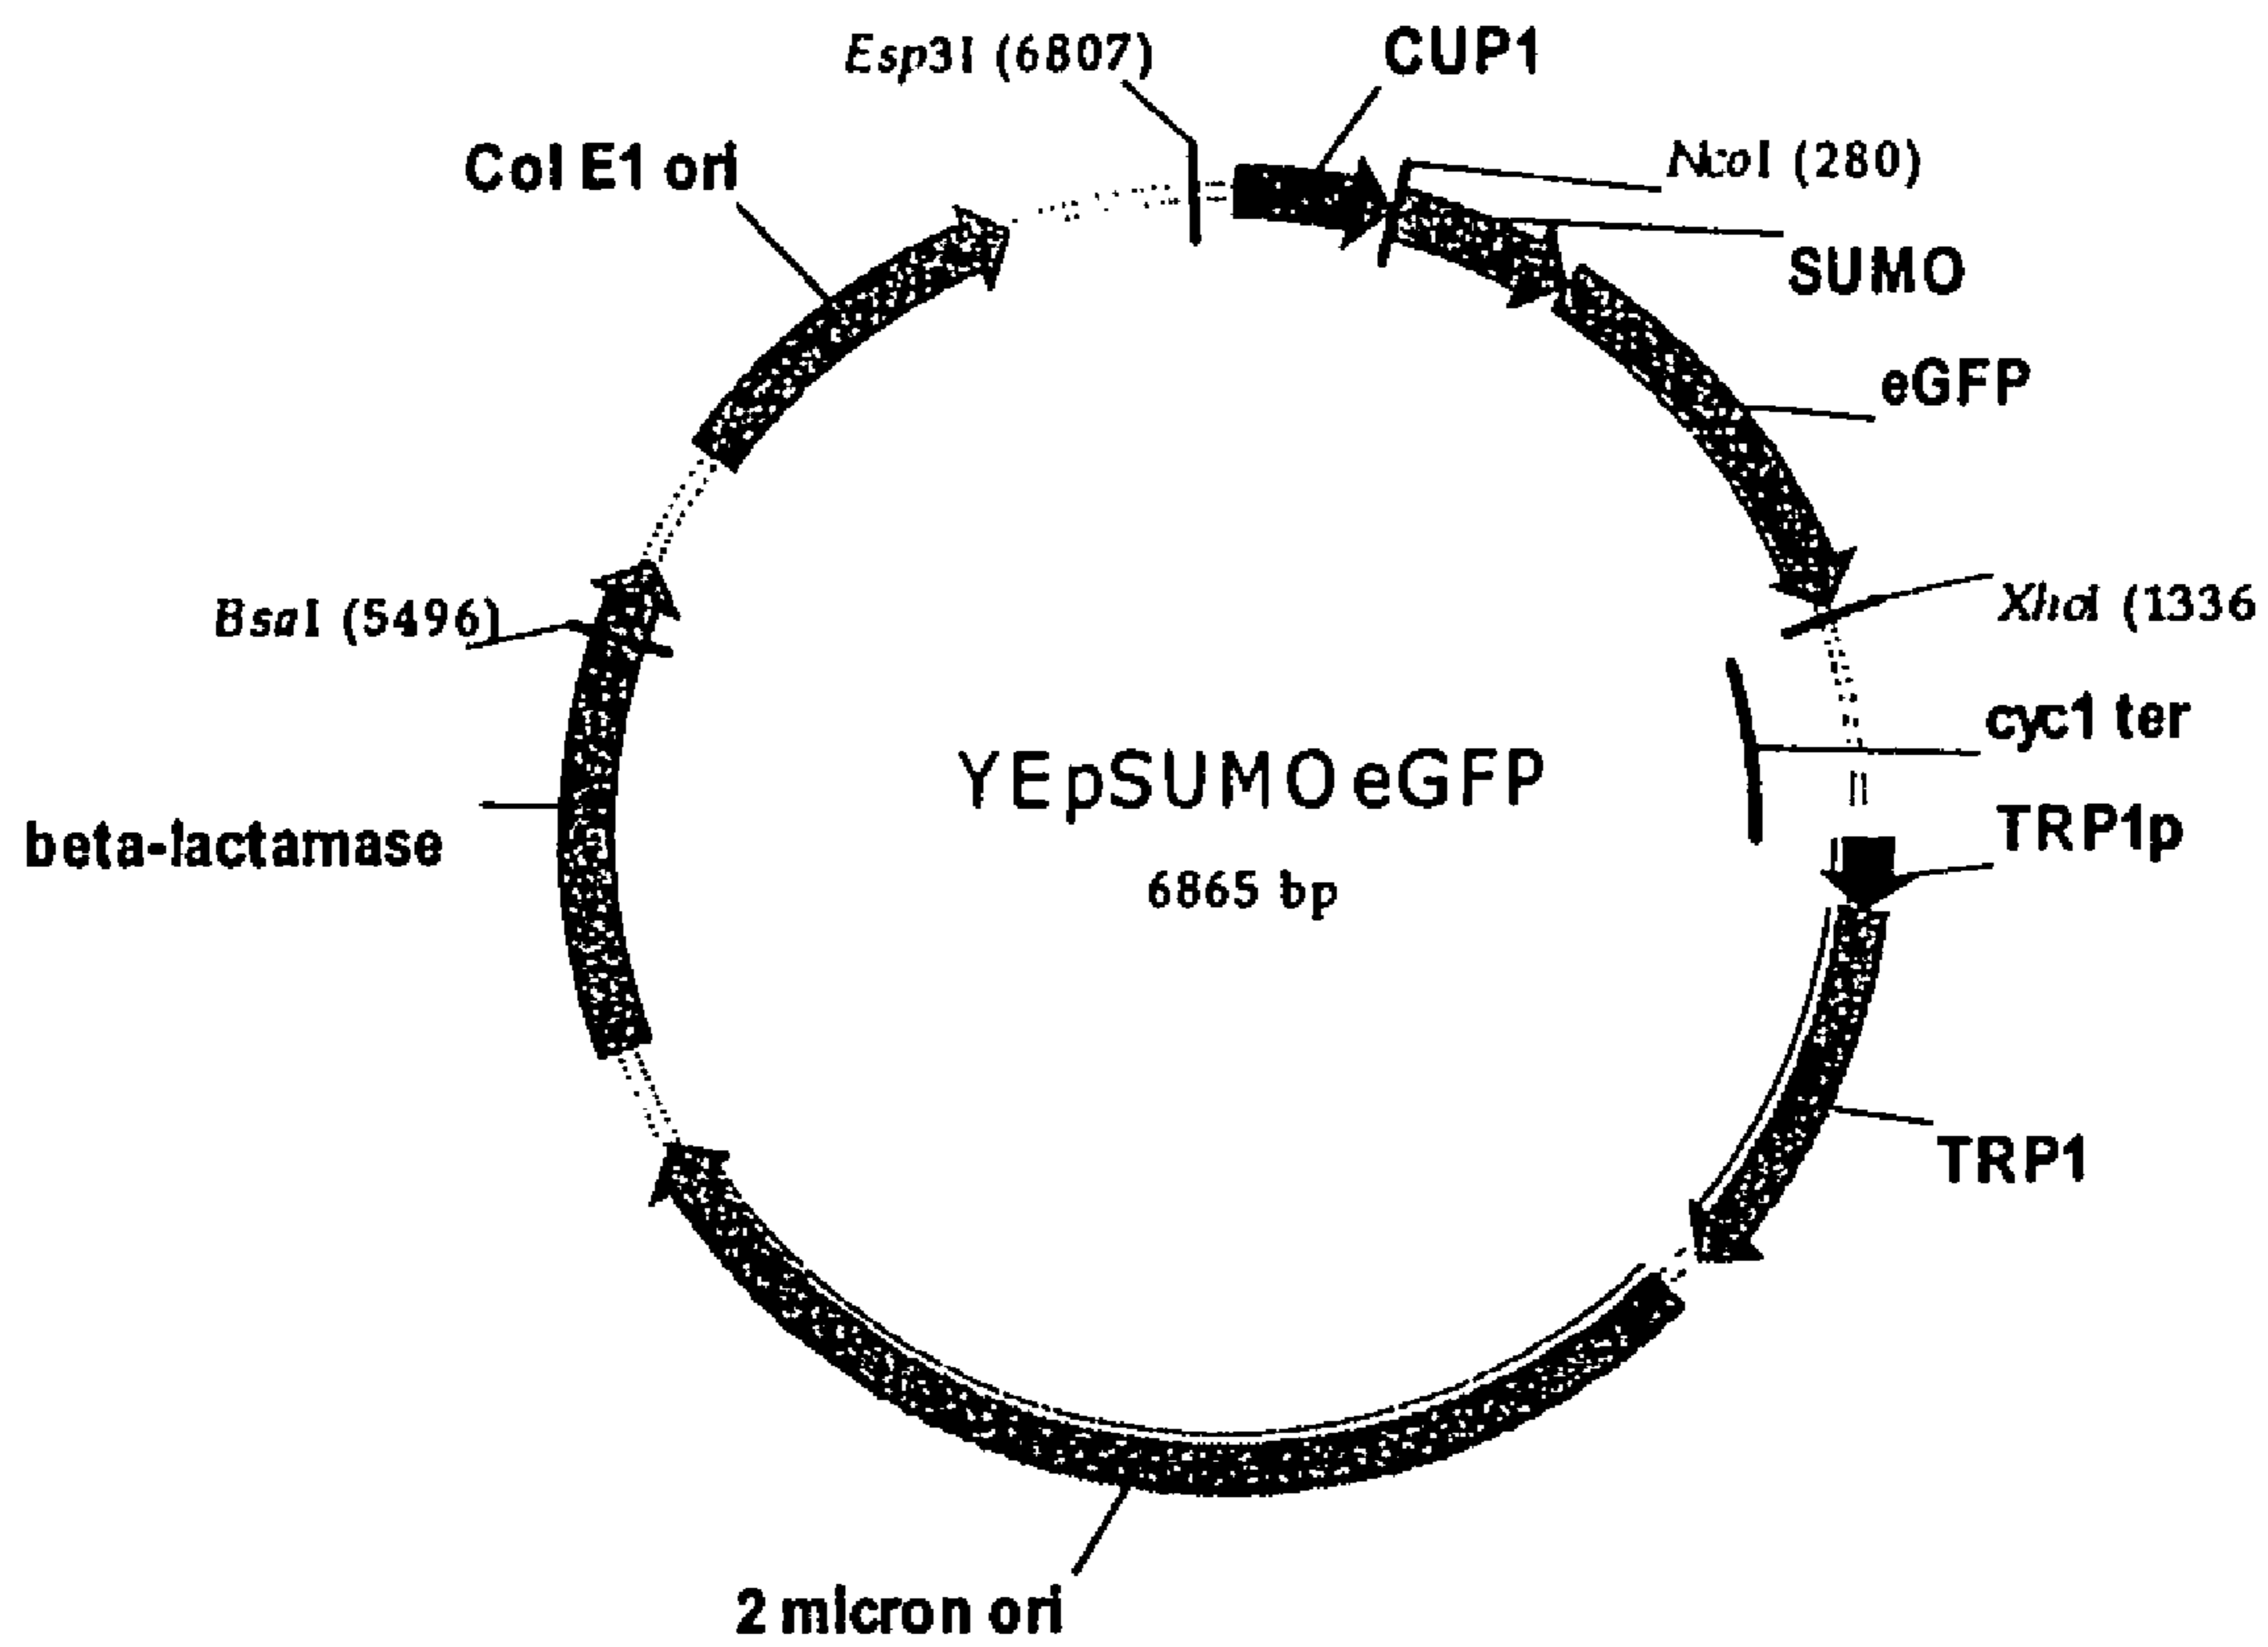 Esp3I (6807)
CUP1
Col E1 ori
NcoI (280)
SUMO
eGFP
BsaI (5496)
XhoI (1336
cyc1 ter
YEpSUMOeGFP
TRP1p
beta-lactamase
6865 bp
TRP1
2 micron ori